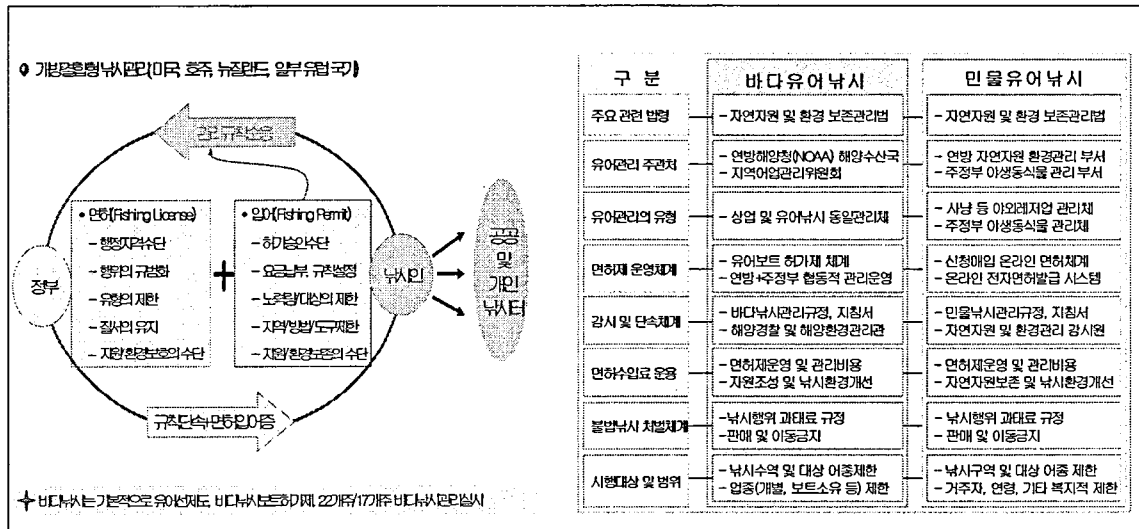 개방결합형 낚시관리(미국, 호주, 뉴질랜드, 일부 유럽 국가)
관리 규칙순응
• 면허(Fishing License)
– 행정자격수단
– 행위의 규범화
– 유형의 제한
– 질서의 유지
– 자원/환경보호의 수단
정부
+
• 입어(Fishing Permit)
– 허가승인수단
– 요금납부·규칙설정
– 노력량/대상의 제한
– 지역/방법/도구제한
– 자원/환경보존의 수단
낚시인
공공
및
개인
낚시터
규칙단속+면허입어증
바다낚시는 기본적으로 유어선제도, 바다낚시보트허가제, 22개주/17개주 바다낚시관리실시
구 분
바다유어낚시
민물유어낚시
주요 관련 법령
– 자연자원 및 환경 보존관리법
– 자연자원 및 환경 보존관리법
유어관리 주관처
– 연방해양청(NOAA) 해양수산국
– 지역어업관리위원회
– 연방 자연자원 환경관리 부서
– 주정부 야생동식물 관리 부서
유어관리의 유형
– 상업 및 유어낚시 동일관리체
– 사냥 등 야외레저업 관리체
– 주정부 야생동식물 관리체
면허제 운영체계
– 유어보트 허가제 체계
– 연방+주정부 협동적 관리운영
– 신청매입 온라인 면허체계
– 온라인 전자면허발급 시스템
감시 및 단속체계
– 바다낚시관리규정, 지침서
– 해양경찰 및 해양환경관리관
– 민물낚시관리규정, 지침서
– 자연자원 및 환경관리 감시원
면허수입료 운용
– 면허제운영 및 관리비용
– 자원조성 및 낚시환경개선
– 면허제운영 및 관리비용
– 자연자원보존 및 낚시환경개선
불법낚시 처벌체계
–낚시행위 과태료 규정
–판매 및 이동금지
– 낚시행위 과태료 규정
– 판매 및 이동금지
시행대상 및 범위
– 낚시수역 및 대상 어종제한
– 업종(개별, 보트소유 등) 제한
– 낚시구역 및 대상 어종 제한
– 거주자, 연령, 기타 복지적 제한